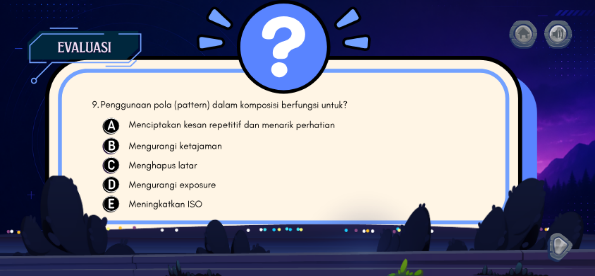 EVALUASI
?
9. Penggunaan pola (pattern) dalam komposisi berfungsi untuk?
A Menciptakan kesan repetitif dan menarik perhatian
B Mengurangi ketajaman
C Menghapus latar
D Mengurangi exposure
E Meningkatkan ISO